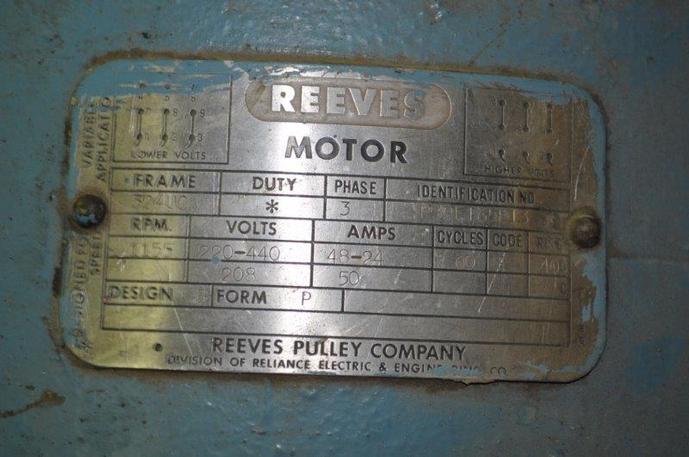 REEVES
MOTOR
LOWER VOLTS
HIGHER VOLTS
FRAME DUTY PHASE IDENTIFICATION NO.
324UC * 3
R.P.M. VOLTS AMPS CYCLES CODE
1155 220-440 48-24 60
208 50
DESIGN FORM P
REEVES PULLEY COMPANY
DIVISION OF RELIANCE ELECTRIC & ENGINEERING CO.